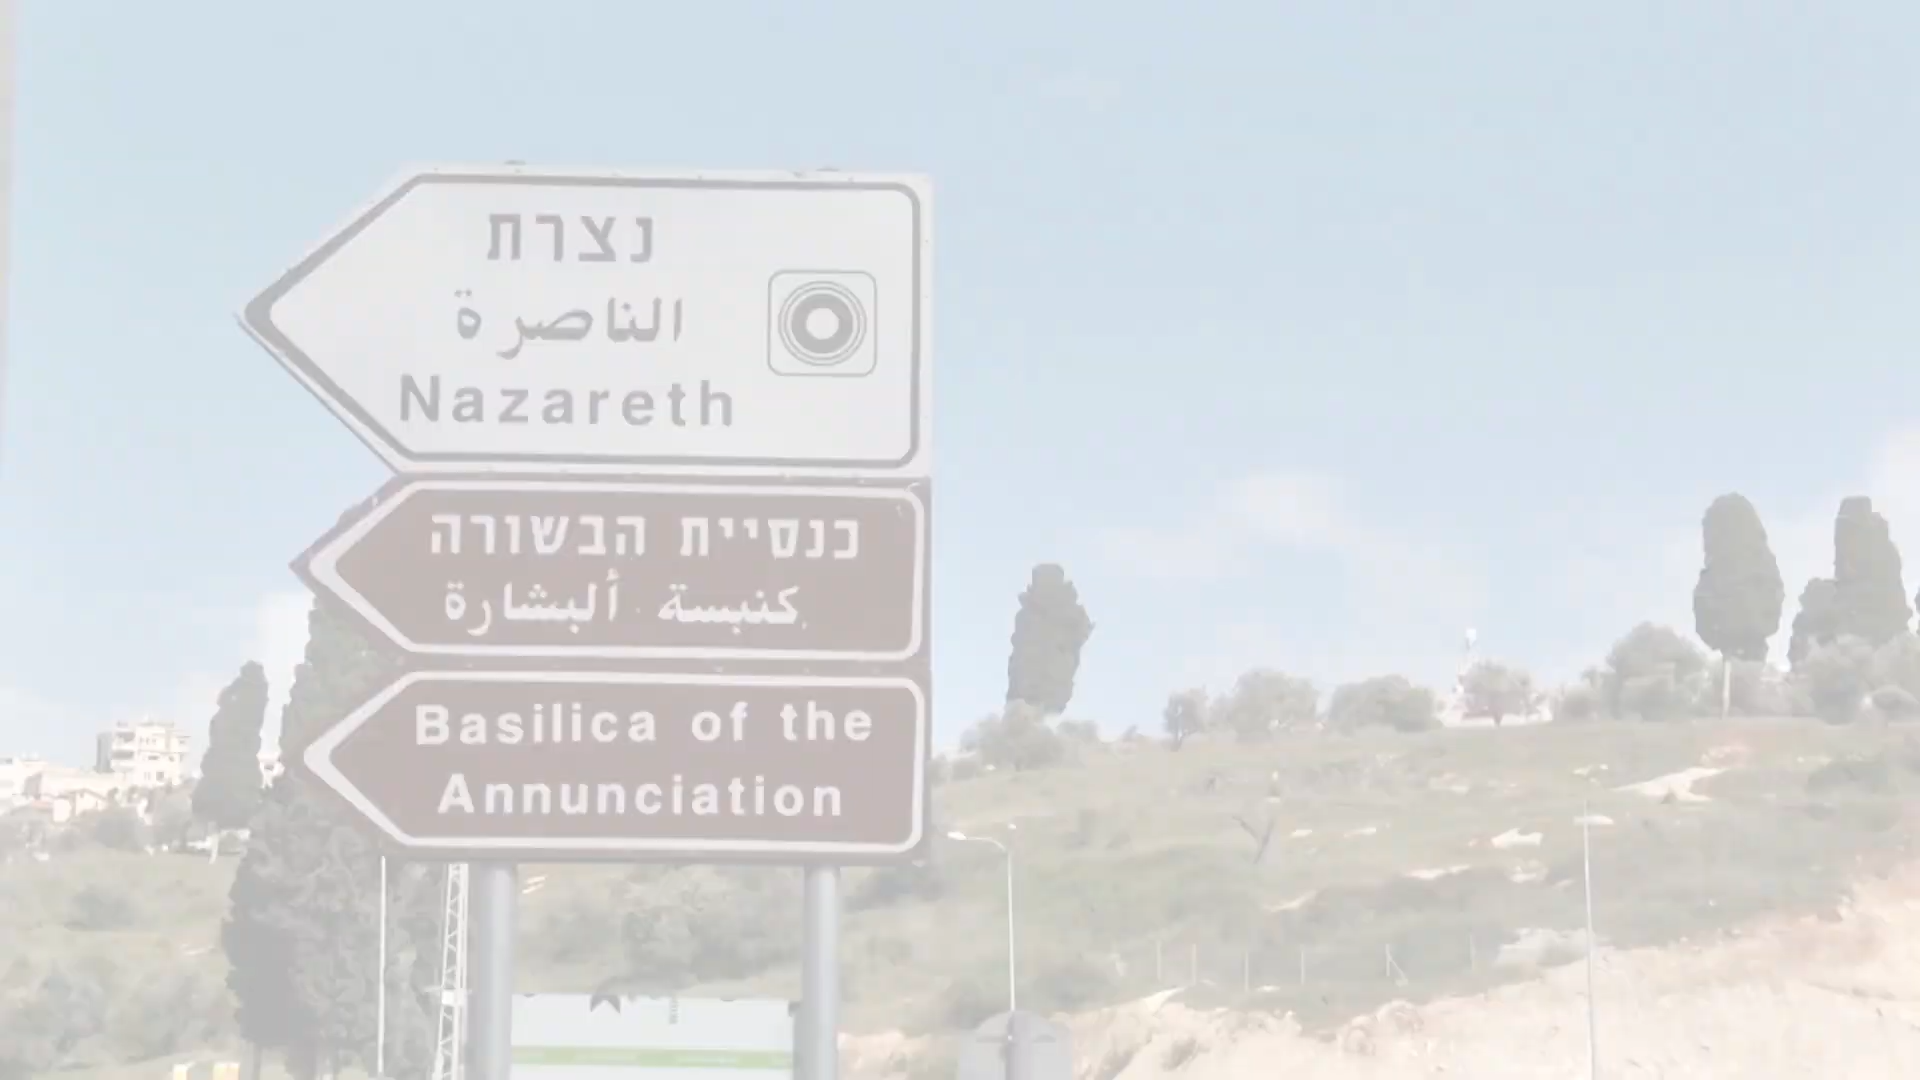 נצרת
الناصرة
Nazareth
כנסיית הבשורה
كنيسة ألبشارة
Basilica of the
Annunciation